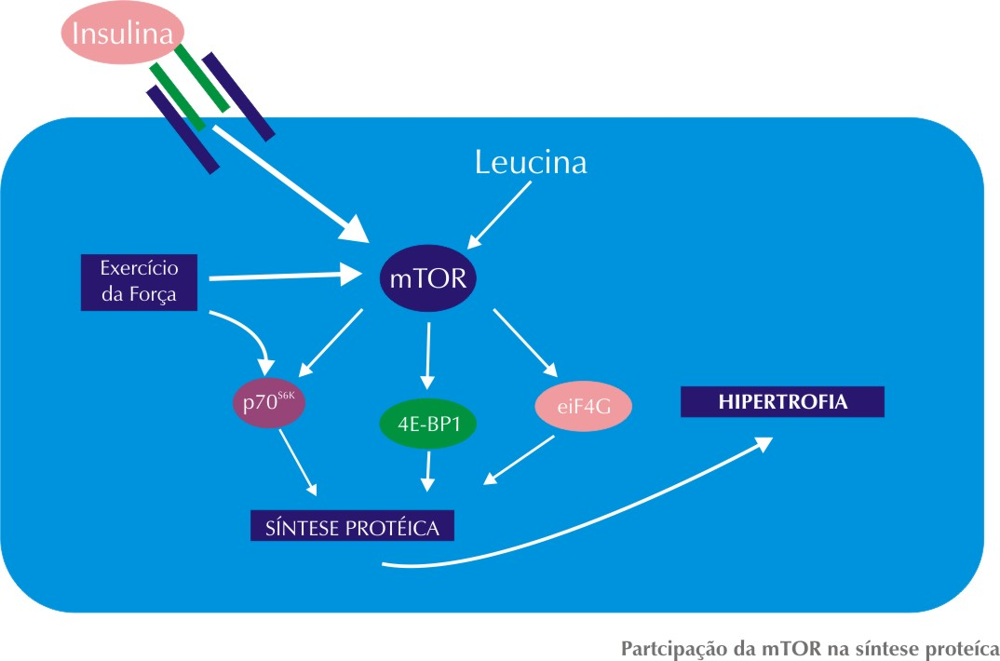 Insulina
Leucina
Exercício
da Força
mTOR
p70S6K
4E-BP1
eiF4G
HIPERTROFIA
SÍNTESE PROTÉICA
Partcipação da mTOR na síntese proteíca